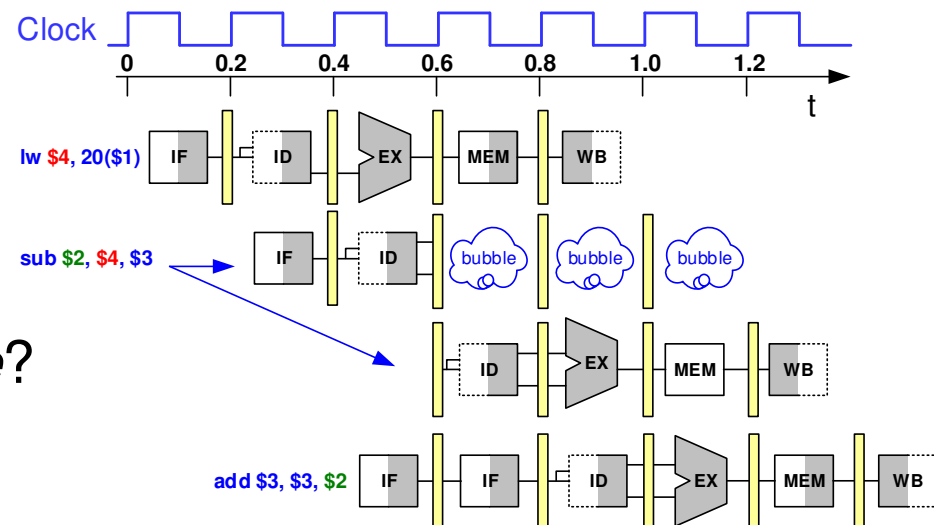 Clock
0 0.2 0.4 0.6 0.8 1.0 1.2
t
lw $4, 20($1) IF ID EX MEM WB
sub $2, $4, $3 IF ID bubble bubble bubble
?
ID EX MEM WB
add $3, $3, $2 IF IF ID EX MEM WB